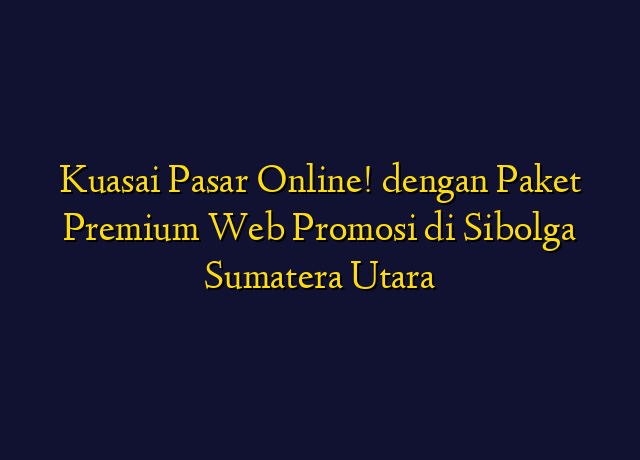 Kuasai Pasar Online! dengan Paket
Premium Web Promosi di Sibolga
Sumatera Utara